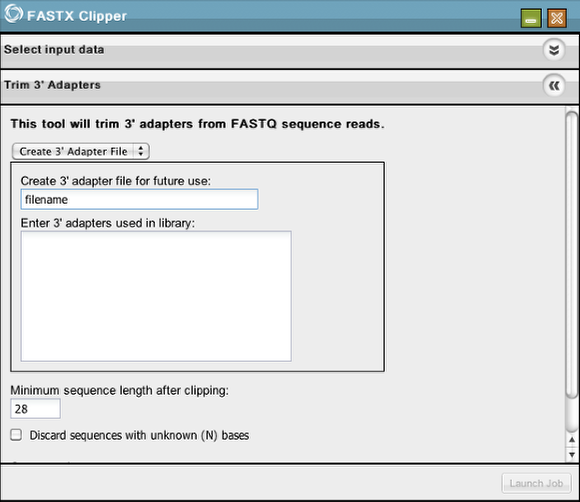 FASTX Clipper
Select input data
Trim 3' Adapters
This tool will trim 3' adapters from FASTQ sequence reads.
Create 3' Adapter File
Create 3' adapter file for future use:
filename
Enter 3' adapters used in library:
Minimum sequence length after clipping:
28
Discard sequences with unknown (N) bases
Launch Job